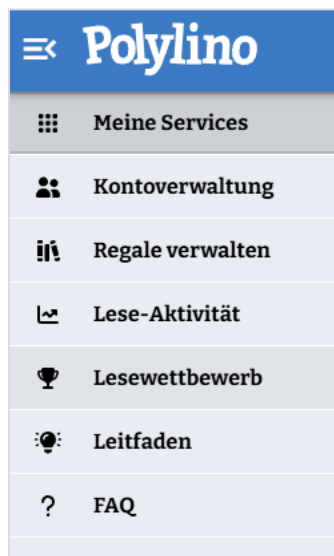 Polylino
Meine Services
Kontoverwaltung
Regale verwalten
Lese-Aktivität
Lesewettbewerb
Leitfaden
? FAQ